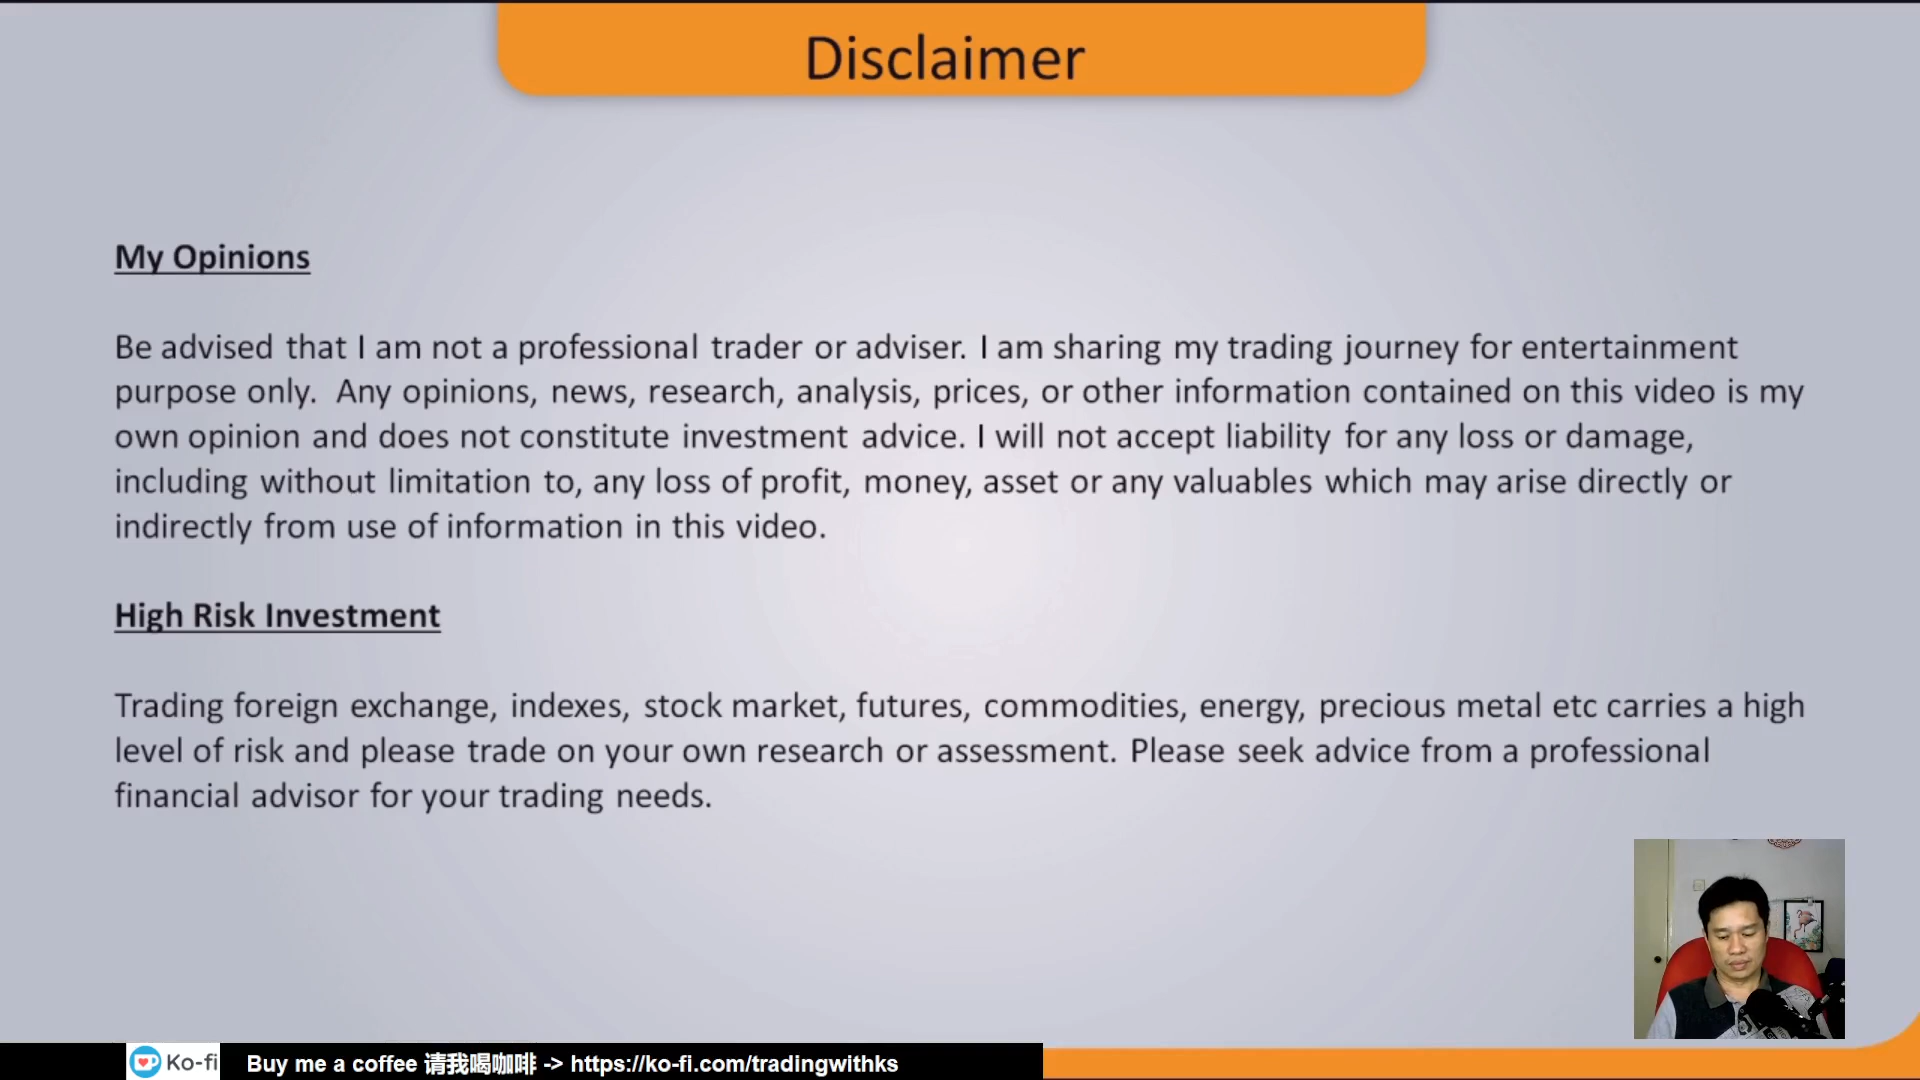 Disclaimer
My Opinions
Be advised that I am not a professional trader or adviser. I am sharing my trading journey for entertainment
purpose only. Any opinions, news, research, analysis, prices, or other information contained on this video is my
own opinion and does not constitute investment advice. I will not accept liability for any loss or damage,
including without limitation to, any loss of profit, money, asset or any valuables which may arise directly or
indirectly from use of information in this video.
High Risk Investment
Trading foreign exchange, indexes, stock market, futures, commodities, energy, precious metal etc carries a high
level of risk and please trade on your own research or assessment. Please seek advice from a professional
financial advisor for your trading needs.
Ko-fi Buy me a coffee 请我喝咖啡 -> https://ko-fi.com/tradingwithks